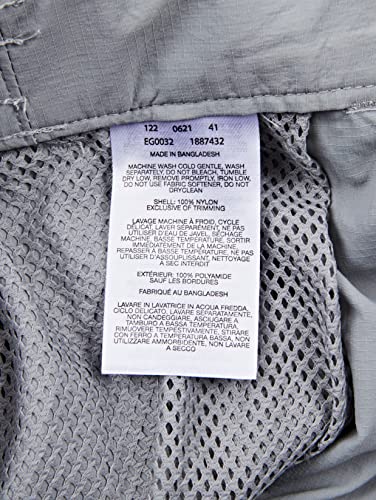 122 0621 41
EG0032 1887432
MADE IN BANGLADESH
MACHINE WASH COLD GENTLE, WASH
SEPARATELY, DO NOT BLEACH, TUMBLE
DRY LOW, REMOVE PROMPTLY, IRON LOW,
DO NOT USE FABRIC SOFTENER, DO NOT
DRYCLEAN
SHELL: 100% NYLON
EXCLUSIVE OF TRIMMING
LAVAGE MACHINE À FROID, CYCLE
DÉLICAT LAVER SÉPARÉMENT, NE PAS
UTILISER D'EAU DE JAVEL, SÉCHAGE
MACHINE, BASSE TEMPÉRATURE, SORTIR
IMMÉDIATEMENT DE LA MACHINE,
REPASSER À BASSE TEMPÉRATURE, NE PAS
UTILISER D'ASSOUPLISSANT, NETTOYAGE
A SEC INTERDIT
EXTÉRIEUR: 100% POLYAMIDE
SAUF LES BORDURES
FABRIQUÉ AU BANGLADESH
LAVARE IN LAVATRICE IN ACQUA FREDDA,
CICLO DELICATO, LAVARE SEPARATAMENTE,
NON CANDEGGIARE, ASCIUGARE A
TAMBURO A BASSA TEMPERATURA,
RIMUOVERE TEMPESTIVAMENTE, STIRARE
CON FERRO A TEMPERATURA BASSA, NON
UTILIZZARE AMMORBIDENTE, NON LAVARE
A SECCO